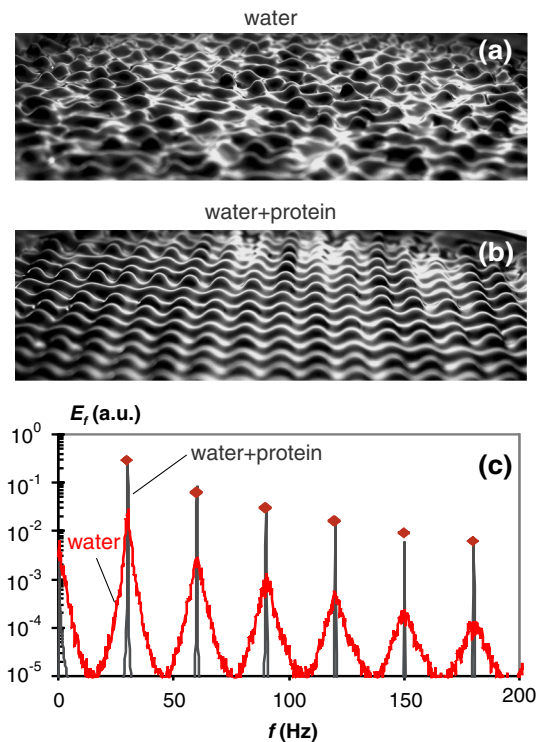 water
(a)
water+protein
(b)
E_f (a.u.)
10^0
water+protein
(c)
10^-1
10^-2
water
10^-3
10^-4
10^-5
0
50
100
150
200
f (Hz)